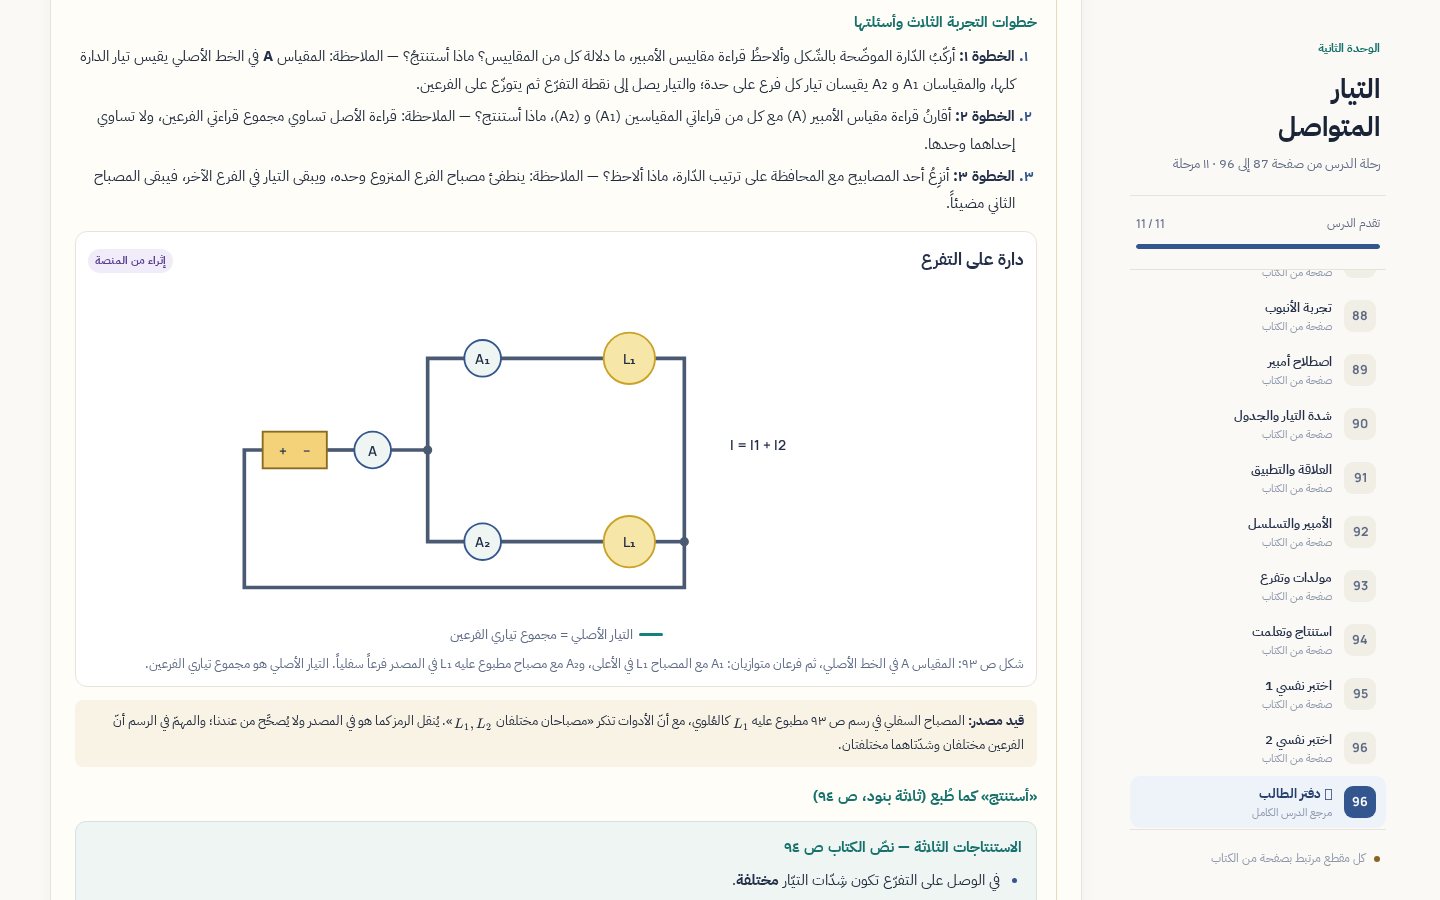 الوحدة الثانية
التيار
المتواصل
رحلة الدرس من صفحة 87 إلى 96 · ١١ مرحلة
تقدم الدرس
11 / 11
صفحة من الكتاب
88
تجربة الأنبوب
صفحة من الكتاب
89
اصطلاح أمبير
صفحة من الكتاب
90
شدة التيار والجدول
صفحة من الكتاب
91
العلاقة والتطبيق
صفحة من الكتاب
92
الأمبير والتسلسل
صفحة من الكتاب
93
مولدات وتفرع
صفحة من الكتاب
94
استنتاج وتعلمت
صفحة من الكتاب
95
اختبر نفسي 1
صفحة من الكتاب
96
اختبر نفسي 2
صفحة من الكتاب
96
دفتر الطالب
مرجع الدرس الكامل
كل مقطع مرتبط بصفحة من الكتاب
خطوات التجربة الثلاث وأسئلتها
١. الخطوة ١: أركّبُ الدّارة الموضّحة بالشّكل وألاحظُ قراءة مقاييس الأمبير، ما دلالة كل من المقاييس؟ ماذا أستنتجُ؟ — الملاحظة: المقياس A في الخط الأصلي يقيس تيار الدارة
كلها، والمقياسان A₁ و A₂ يقيسان تيار كل فرع على حدة؛ والتيار يصل إلى نقطة التفرّع ثم يتوزّع على الفرعين.
٢. الخطوة ٢: أقارنُ قراءة مقياس الأمبير (A) مع كل من قراءاتي المقياسين (A₁) و (A₂)، ماذا أستنتج؟ — الملاحظة: قراءة الأصل تساوي مجموع قراءتي الفرعين، ولا تساوي
إحداهما وحدها.
٣. الخطوة ٣: أنزعُ أحد المصابيح مع المحافظة على ترتيب الدّارة، ماذا ألاحظ؟ — الملاحظة: ينطفئ مصباح الفرع المنزوع وحده، ويبقى التيار في الفرع الآخر، فيبقى المصباح
الثاني مضيئاً.
دارة على التفرع
إثراء من المنصة
A₁
L₁
+ −
A
I = I1 + I2
A₂
L₁
التيار الأصلي = مجموع تياري الفرعين
شكل ص ٩٣: المقياس A في الخط الأصلي، ثم فرعان متوازيان: A₁ مع المصباح L₁ في الأعلى، وA₂ مع مصباح مطبوع عليه L₁ في المصدر فرعاً سفلياً. التيار الأصلي هو مجموع تياري الفرعين.
قيد مصدر: المصباح السفلي في رسم ص ٩٣ مطبوع عليه L₁ كالعُلوي، مع أنّ الأدوات تذكر «مصباحان مختلفان L₁, L₂». يُنقل الرمز كما هو في المصدر ولا يُصحَّح من عندنا؛ والمهمّ في الرسم أنّ
الفرعين مختلفان وشدّتاهما مختلفتان.
«أستنتج» كما طُبع (ثلاثة بنود، ص ٩٤)
الاستنتاجات الثلاثة — نصّ الكتاب ص ٩٤
• في الوصل على التفرّع تكون شِدّات التيّار مختلفة.